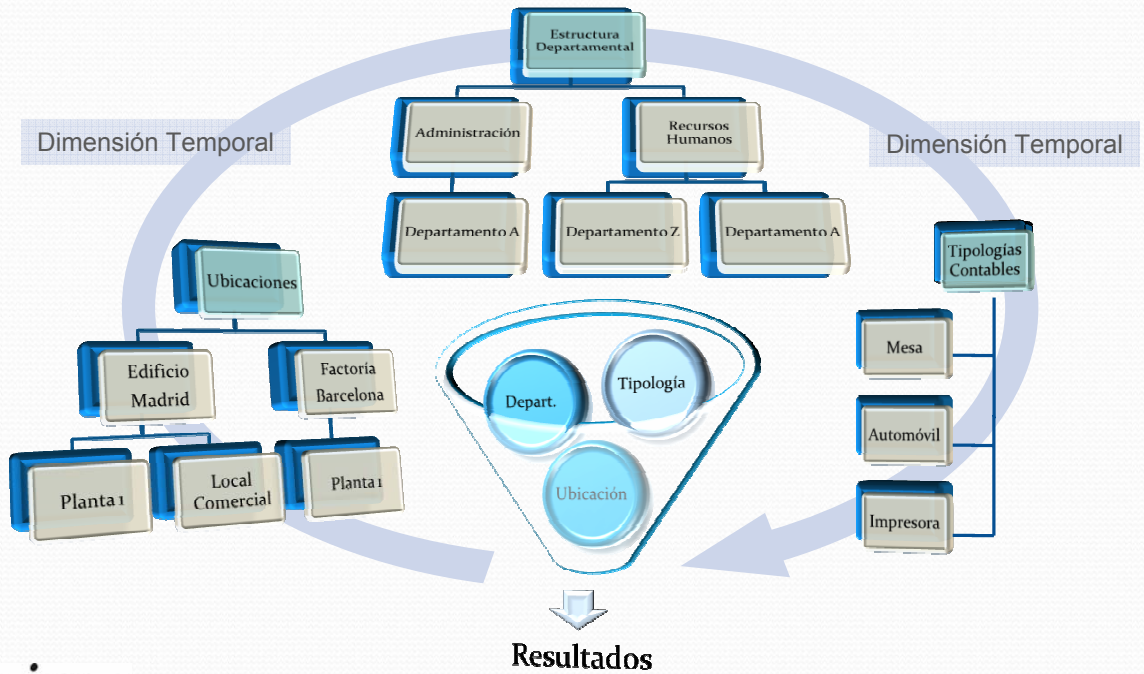 Estructura
Departamental
Dimensión Temporal
Administración
Recursos
Humanos
Dimensión Temporal
Departamento A
Departamento Z
Departamento A
Ubicaciones
Edificio
Madrid
Factoría
Barcelona
Planta 1
Local
Comercial
Planta 1
Tipologías
Contables
Mesa
Automóvil
Impresora
Depart.
Tipología
Ubicación
Resultados